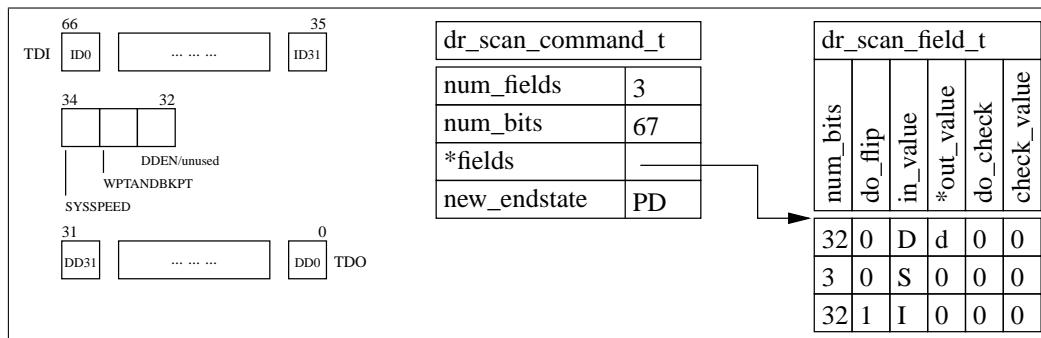 66 35
TDI ID0 ... ... ... ID31
34 32
DDEN/unused
WPTANDBKPT
SYSSPEED
31 0
DD31 ... ... ... DD0 TDO
dr_scan_command_t
num_fields 3
num_bits 67
*fields
new_endstate PD
dr_scan_field_t
num_bits
do_flip
in_value
*out_value
do_check
check_value
32 0 D d 0 0
3 0 S 0 0 0
32 1 I 0 0 0